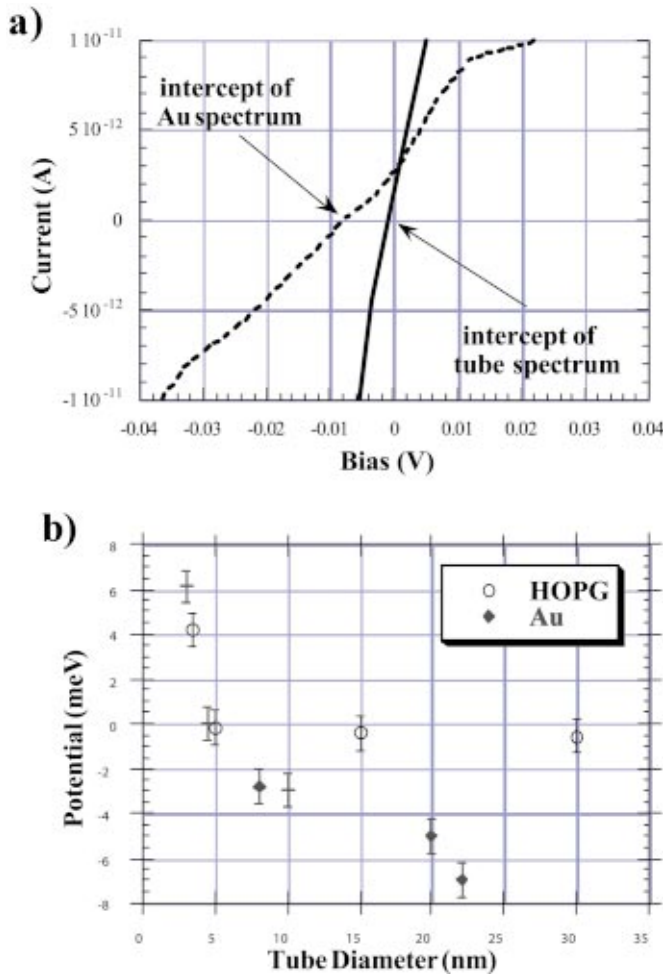 a)
1 10⁻¹¹
5 10⁻¹²
0
-5 10⁻¹²
-1 10⁻¹¹
Current (A)
intercept of
Au spectrum
intercept of
tube spectrum
-0.04 -0.03 -0.02 -0.01 0 0.01 0.02 0.03 0.04
Bias (V)
b)
8
6
4
2
0
-2
-4
-6
-8
Potential (meV)
HOPG
Au
0 5 10 15 20 25 30 35
Tube Diameter (nm)